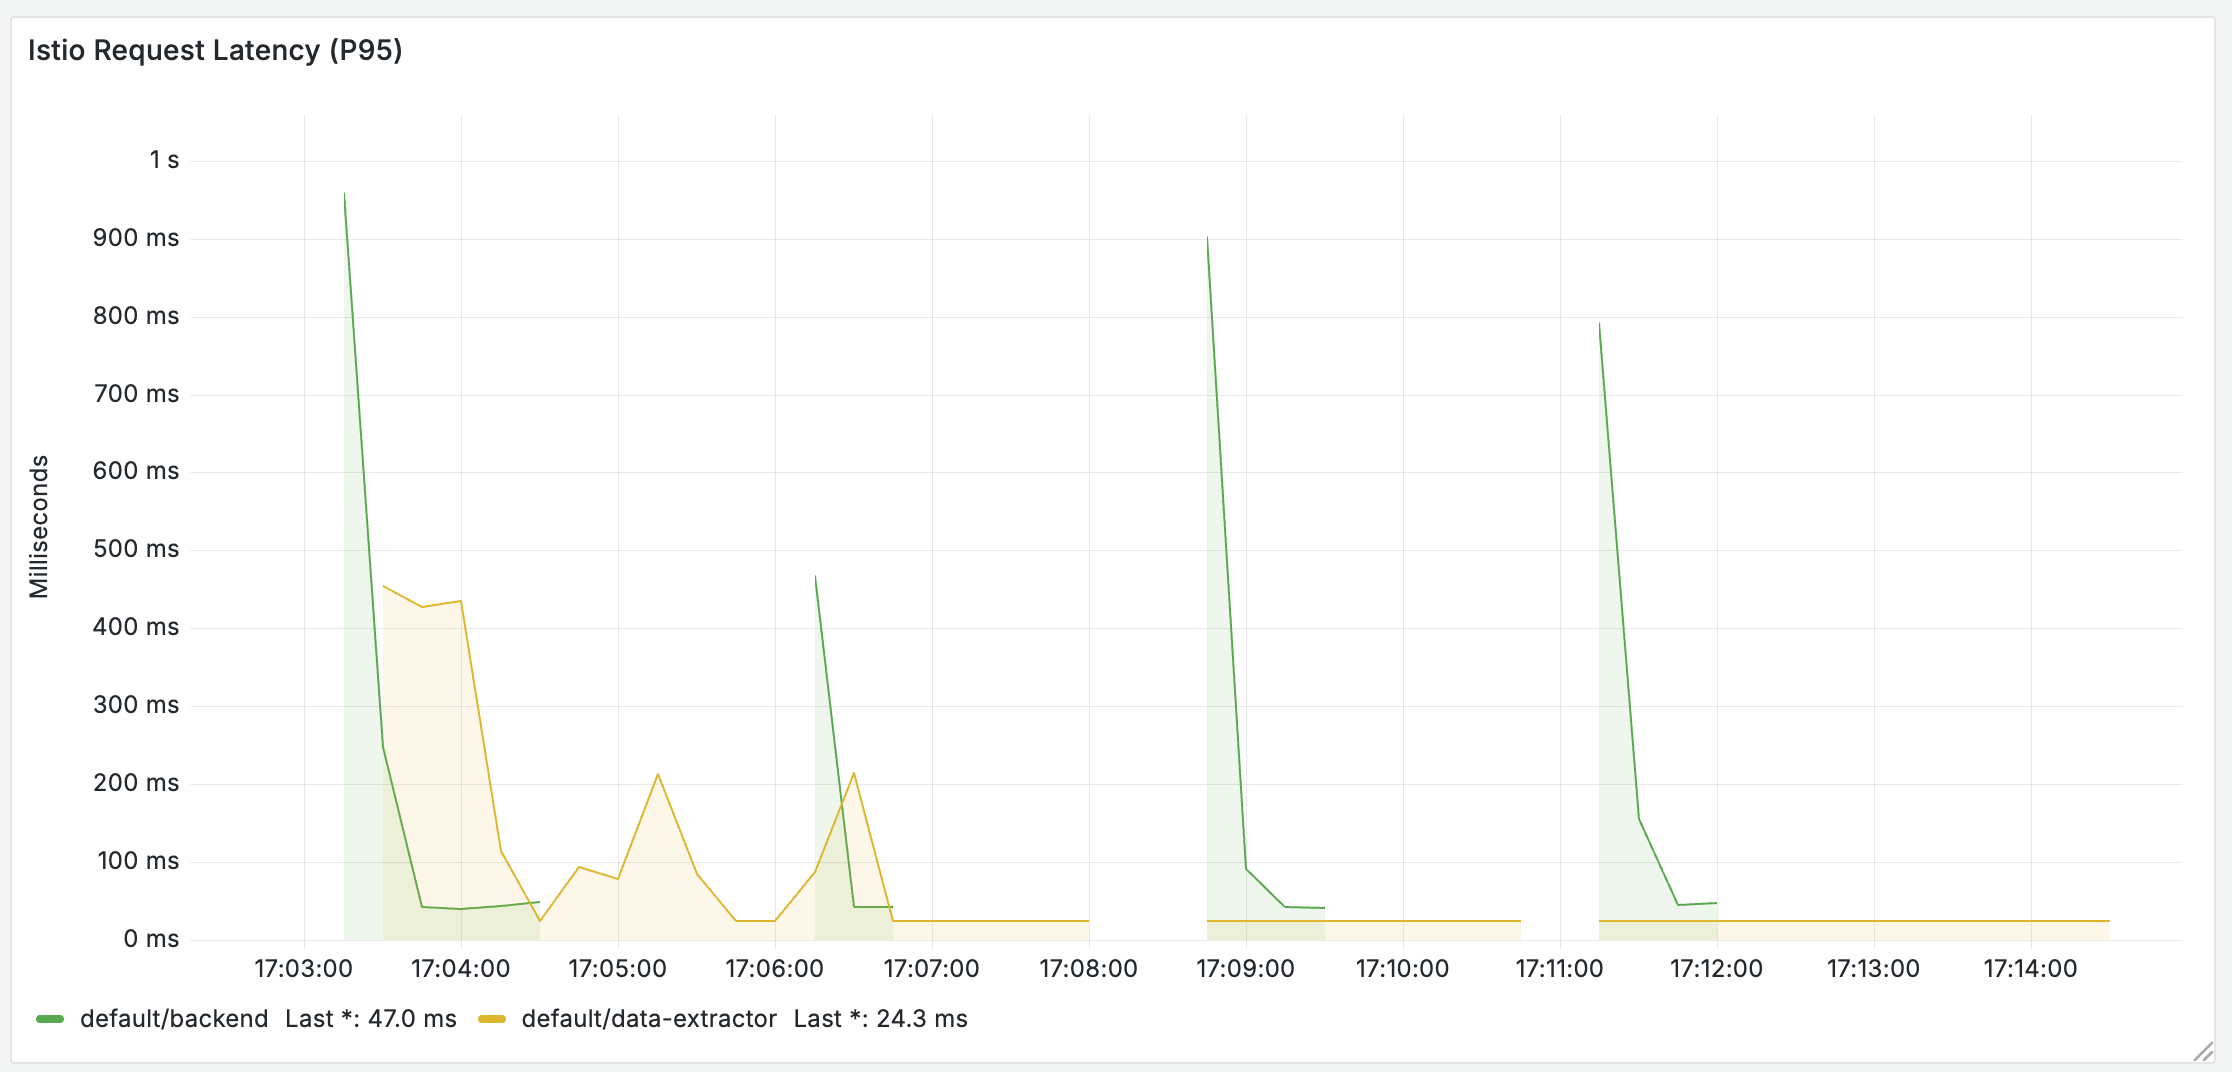 Istio Request Latency (P95)
1 s
900 ms
800 ms
700 ms
600 ms
500 ms
400 ms
300 ms
200 ms
100 ms
0 ms
Milliseconds
17:03:00 17:04:00 17:05:00 17:06:00 17:07:00 17:08:00 17:09:00 17:10:00 17:11:00 17:12:00 17:13:00 17:14:00
default/backend Last *: 47.0 ms default/data-extractor Last *: 24.3 ms